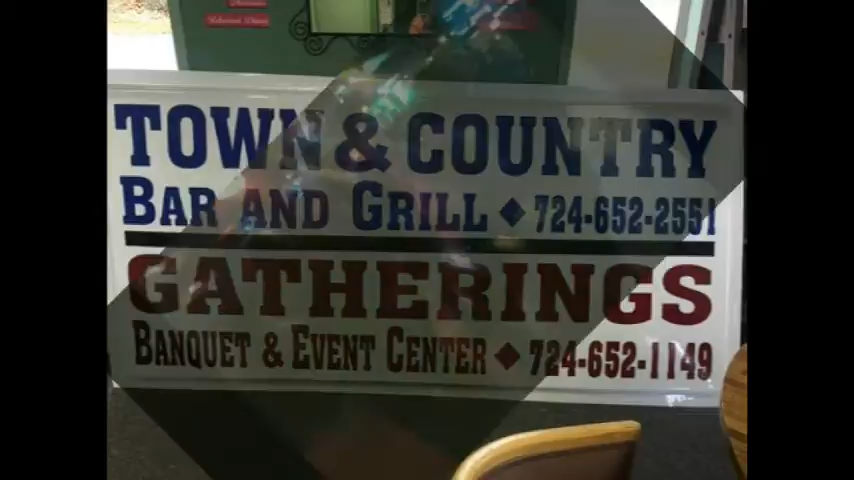 TOWN & COUNTRY
BAR AND GRILL ◆ 724-652-2551
GATHERINGS
BANQUET & EVENT CENTER ◆ 724-652-1149